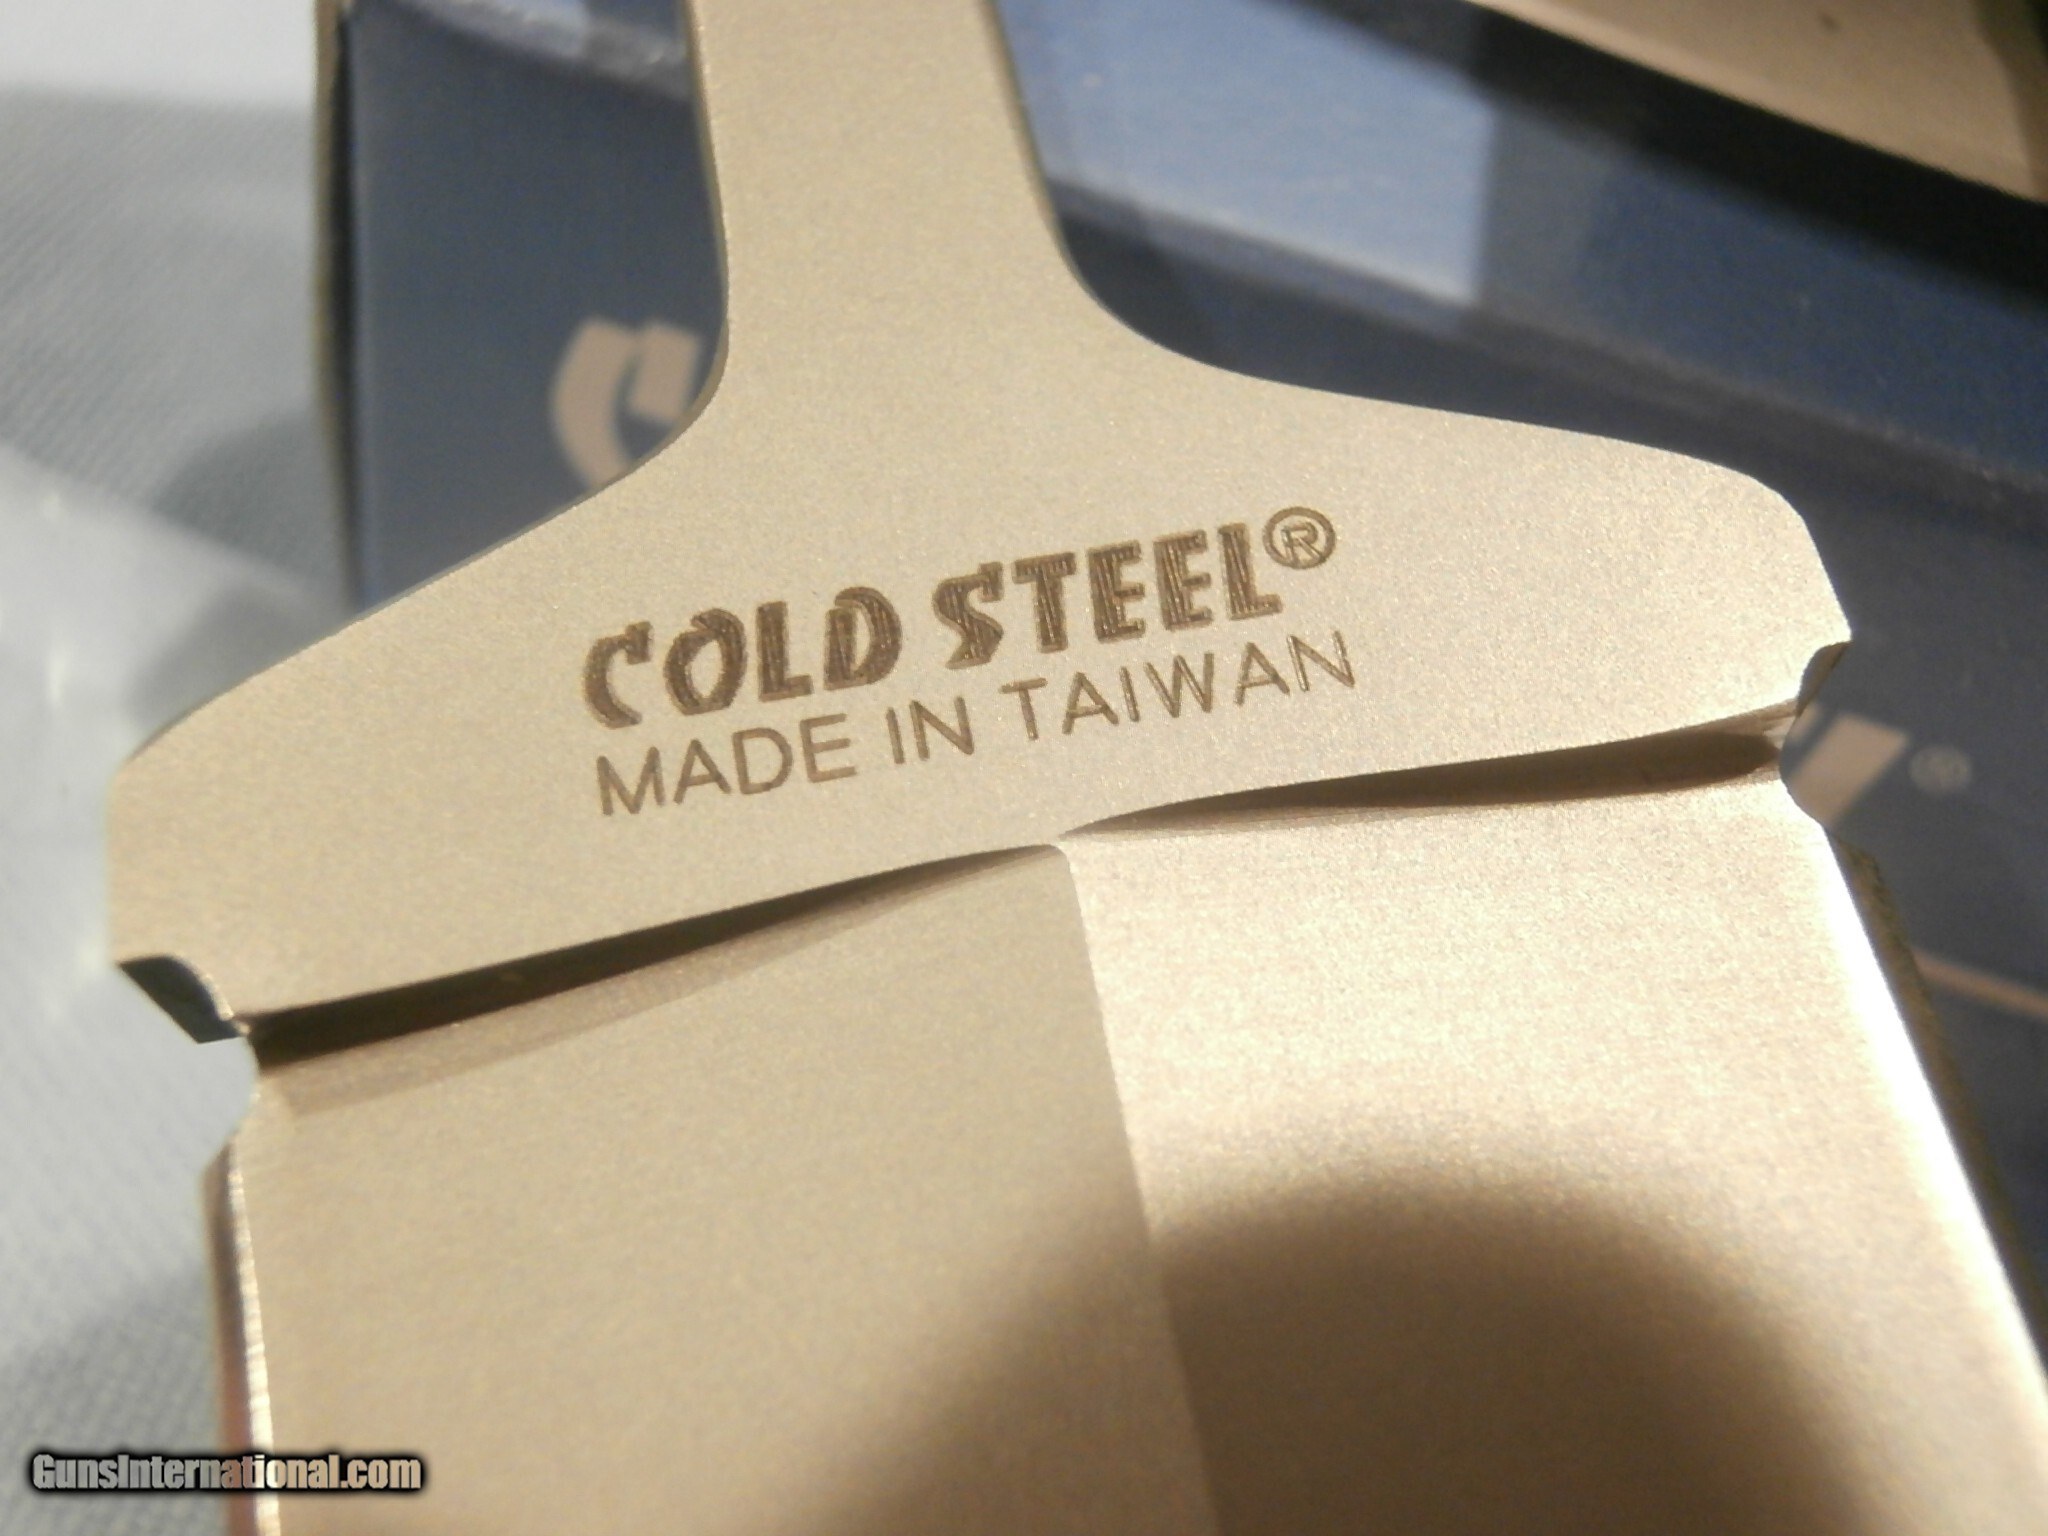 COLD STEEL®
MADE IN TAIWAN
GunsInternational.com